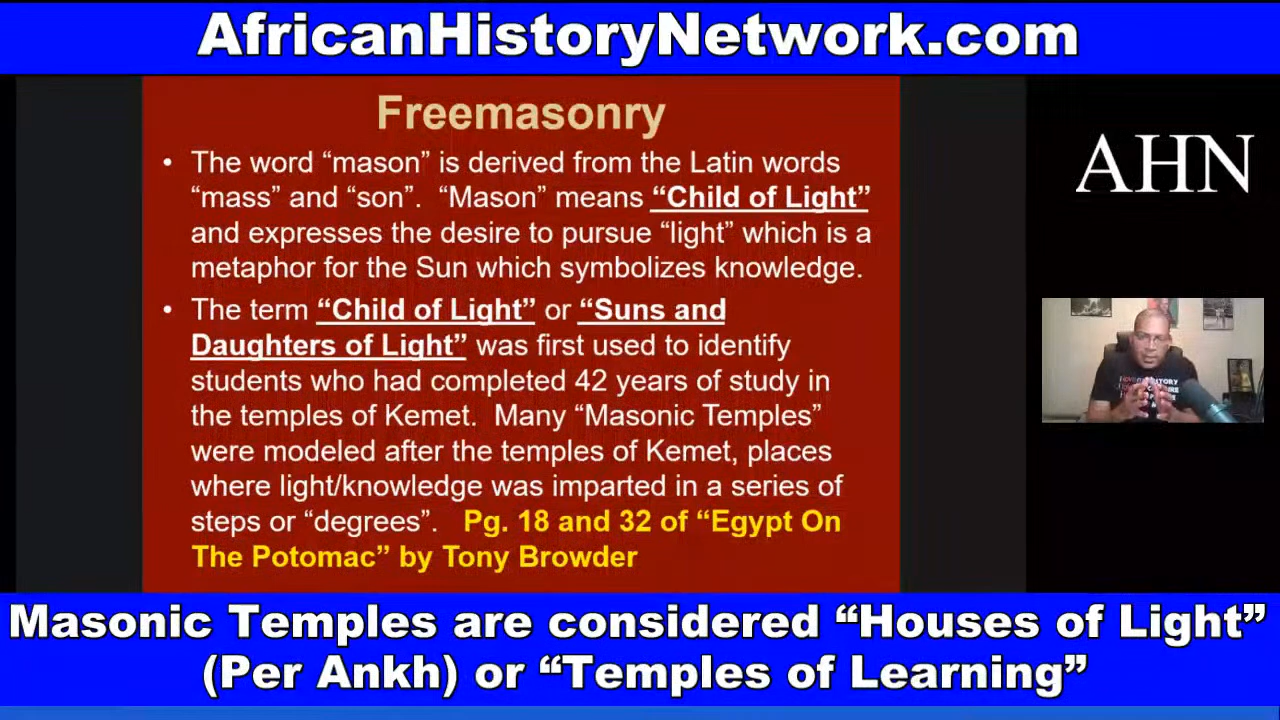 AfricanHistoryNetwork.com
Freemasonry
• The word “mason” is derived from the Latin words
“mass” and “son”. “Mason” means “Child of Light”
and expresses the desire to pursue “light” which is a
metaphor for the Sun which symbolizes knowledge.
• The term “Child of Light” or “Suns and
Daughters of Light” was first used to identify
students who had completed 42 years of study in
the temples of Kemet. Many “Masonic Temples”
were modeled after the temples of Kemet, places
where light/knowledge was imparted in a series of
steps or “degrees”. Pg. 18 and 32 of “Egypt On
The Potomac” by Tony Browder
AHN
Masonic Temples are considered “Houses of Light”
(Per Ankh) or “Temples of Learning”